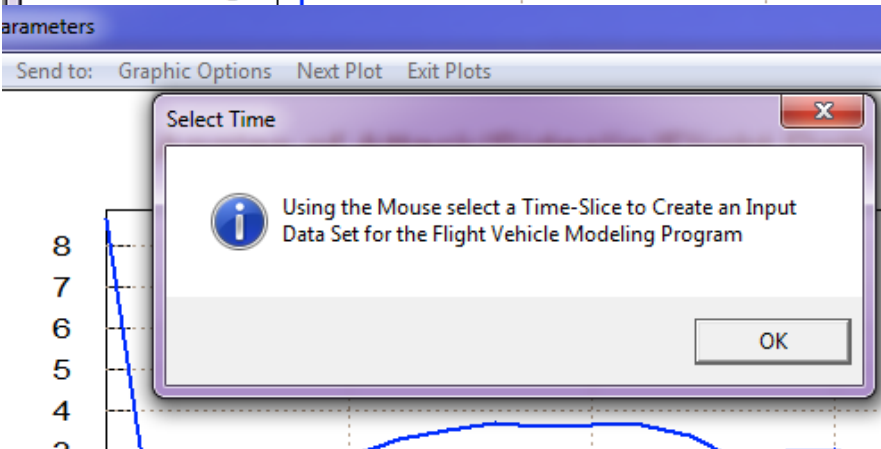 arameters
Send to: Graphic Options Next Plot Exit Plots
Select Time
Using the Mouse select a Time-Slice to Create an Input
Data Set for the Flight Vehicle Modeling Program
OK
8
7
6
5
4